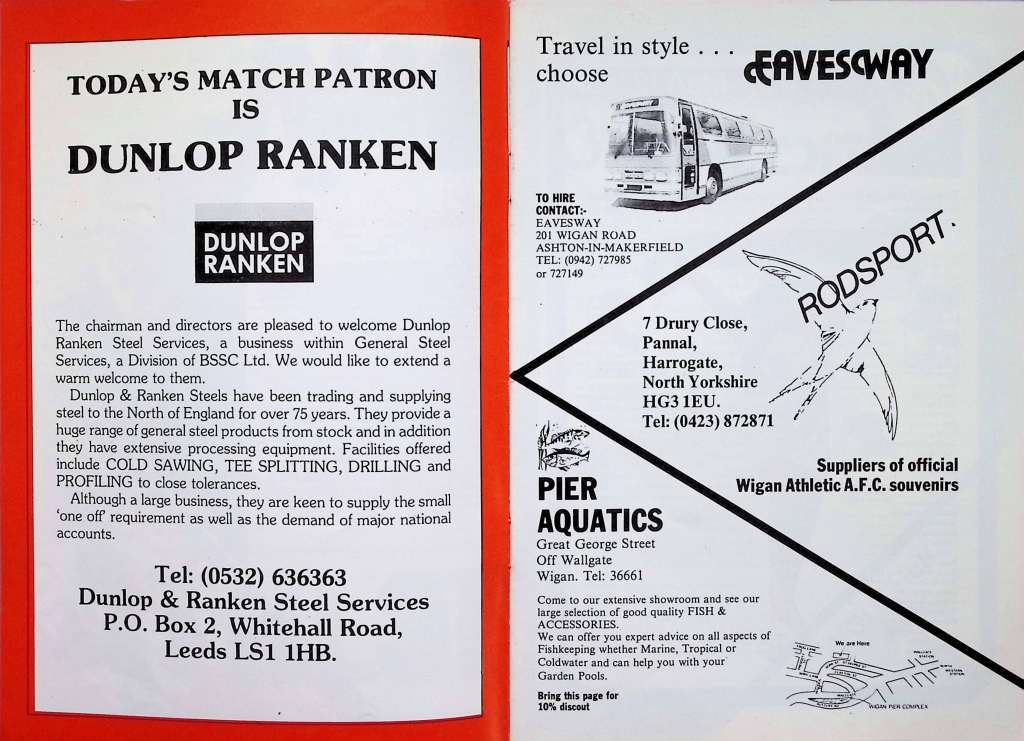 TODAY'S MATCH PATRON
IS
DUNLOP RANKEN
DUNLOP
RANKEN
The chairman and directors are pleased to welcome Dunlop
Ranken Steel Services, a business within General Steel
Services, a Division of BSSC Ltd. We would like to extend a
warm welcome to them.
Dunlop & Ranken Steels have been trading and supplying
steel to the North of England for over 75 years. They provide a
huge range of general steel products from stock and in addition
they have extensive processing equipment. Facilities offered
include COLD SAWING, TEE SPLITTING, DRILLING and
PROFILING to close tolerances.
Although a large business, they are keen to supply the small
'one off' requirement as well as the demand of major national
accounts.
Tel: (0532) 636363
Dunlop & Ranken Steel Services
P.O. Box 2, Whitehall Road,
Leeds LS1 1HB.
Travel in style . . .
choose
EAVESWAY
TO HIRE
CONTACT:-
EAVESWAY
201 WIGAN ROAD
ASHTON-IN-MAKERFIELD
TEL: (0942) 727985
or 727149
RODSPORT.
7 Drury Close,
Pannal,
Harrogate,
North Yorkshire
HG3 1EU.
Tel: (0423) 872871
Suppliers of official
Wigan Athletic A.F.C. souvenirs
PIER
AQUATICS
Great George Street
Off Wallgate
Wigan. Tel: 36661
Come to our extensive showroom and see our
large selection of good quality FISH &
ACCESSORIES.
We can offer you expert advice on all aspects of
Fishkeeping whether Marine, Tropical or
Coldwater and can help you with your
Garden Pools.
Bring this page for
10% discout
We are Here
WALLGATE
STATION
NORTH
WESTERN
STATION
WALLGATE
WIGAN PIER COMPLEX